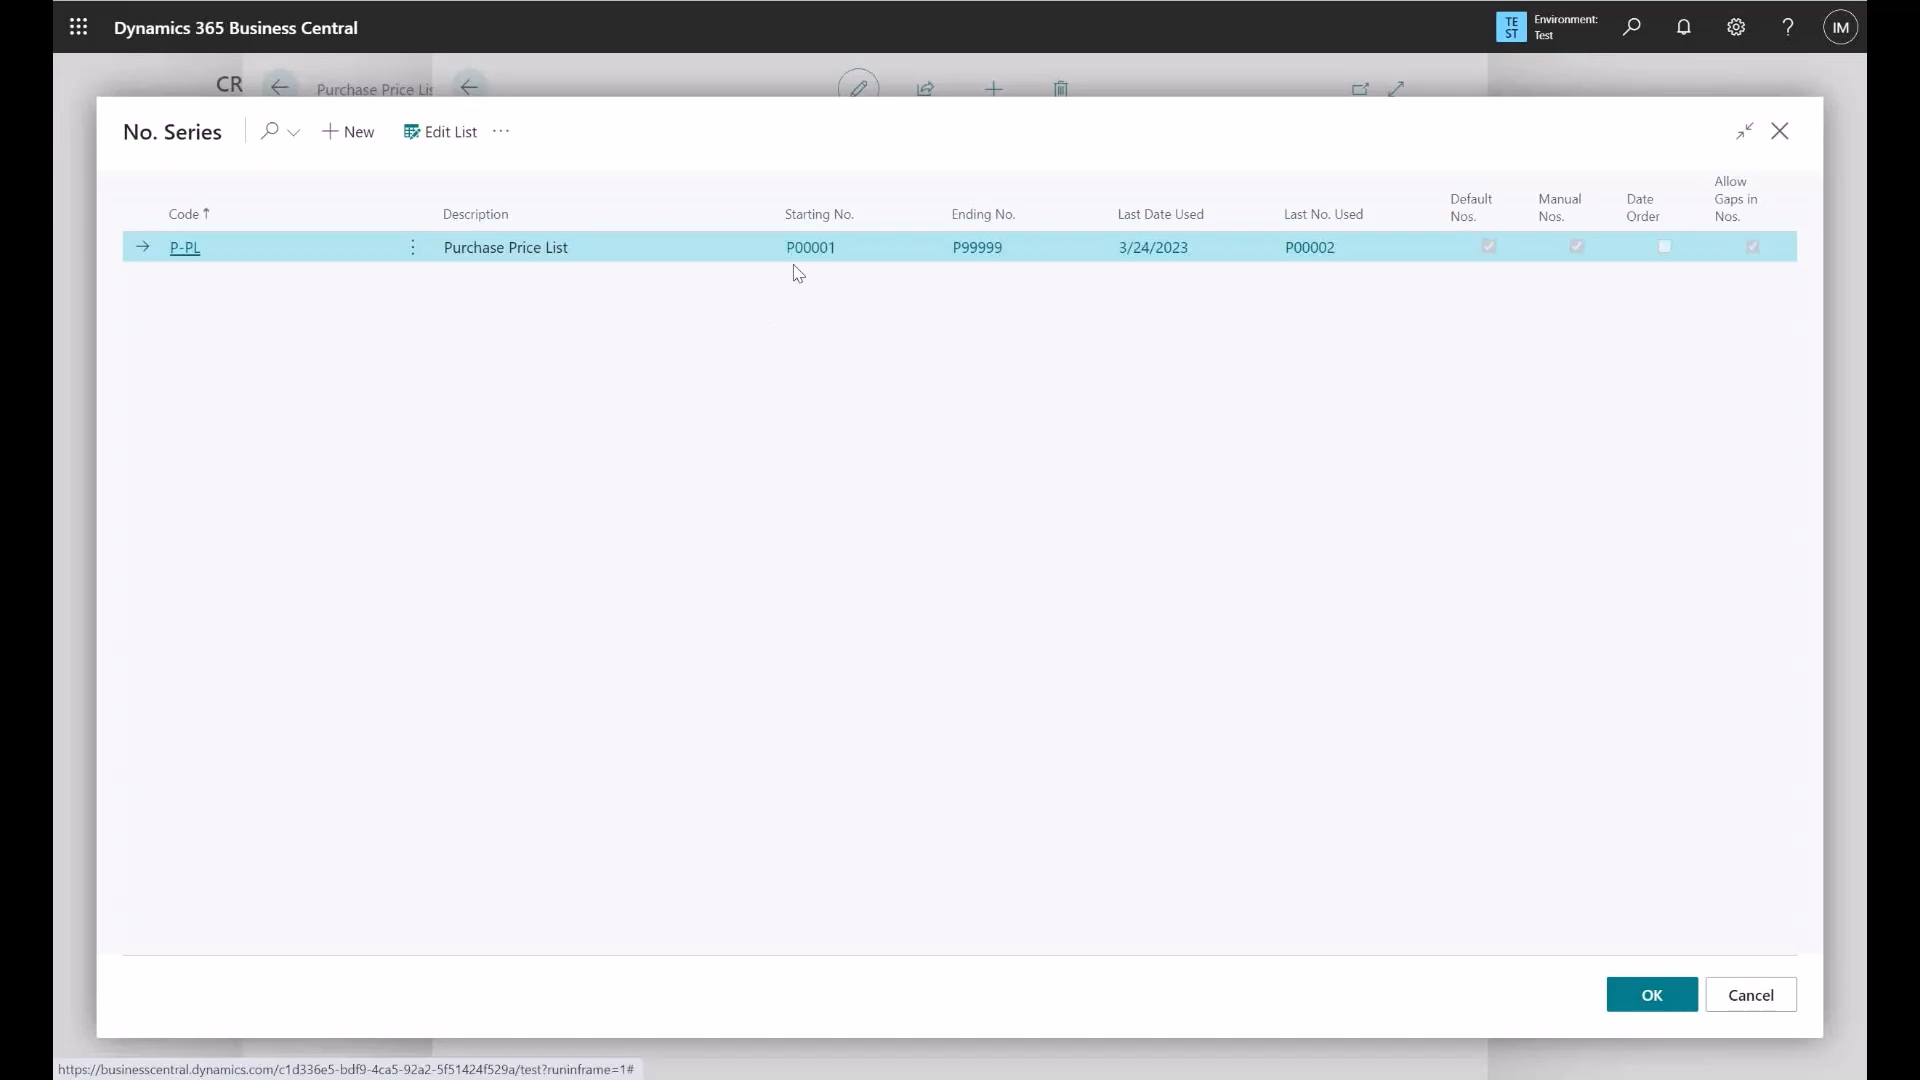 Dynamics 365 Business Central
TE
ST
Environment:
Test
?
IM
CR
Purchase Price Lis
No. Series
New
Edit List
...
Code ↑
Description
Starting No.
Ending No.
Last Date Used
Last No. Used
Default
Nos.
Manual
Nos.
Date
Order
Allow
Gaps in
Nos.
P-PL
Purchase Price List
P00001
P99999
3/24/2023
P00002
OK
Cancel
https://businesscentral.dynamics.com/c1d336e5-bdf9-4ca5-92a2-5f51424f529a/test?runinframe=1#